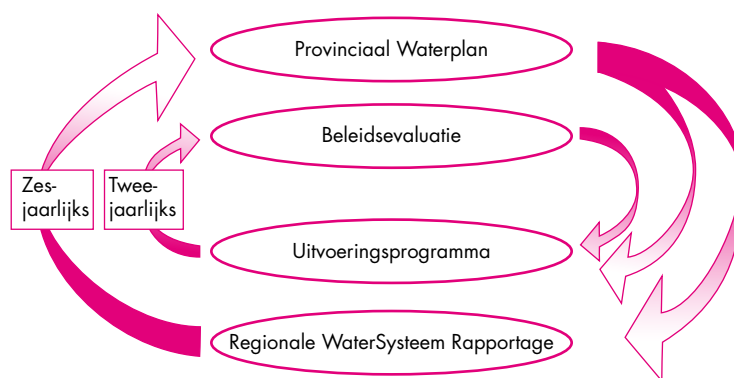 Provinciaal Waterplan
Beleidsevaluatie
Zes-
jaarlijks
Twee-
jaarlijks
Uitvoeringsprogramma
Regionale WaterSysteem Rapportage